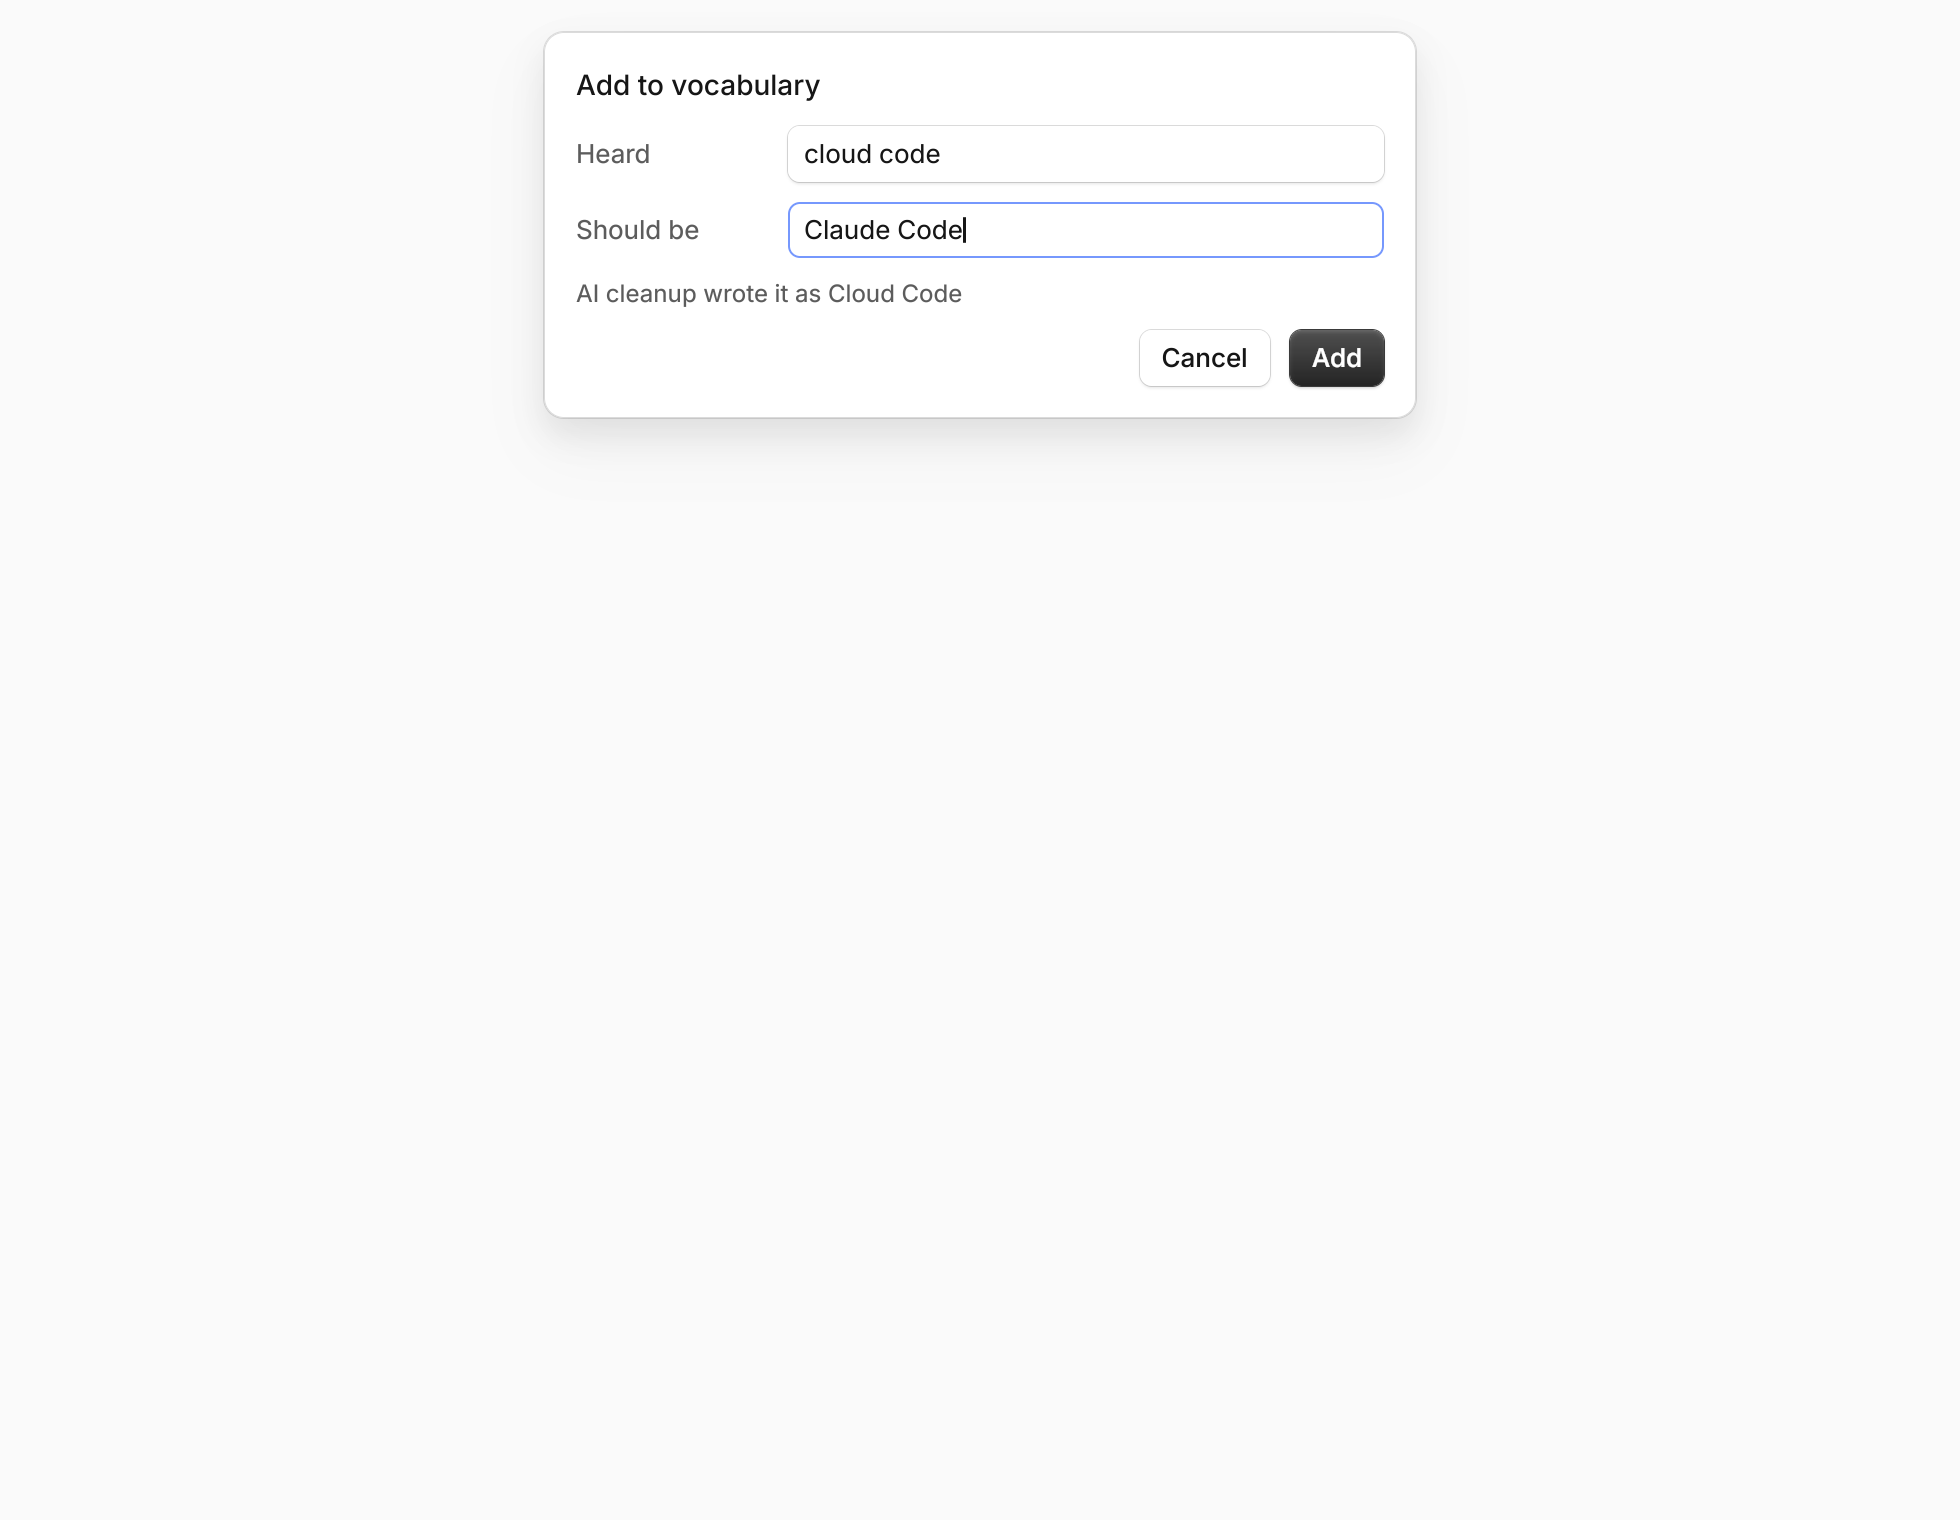 Add to vocabulary
Heard
cloud code
Should be
Claude Code
AI cleanup wrote it as Cloud Code
Cancel
Add